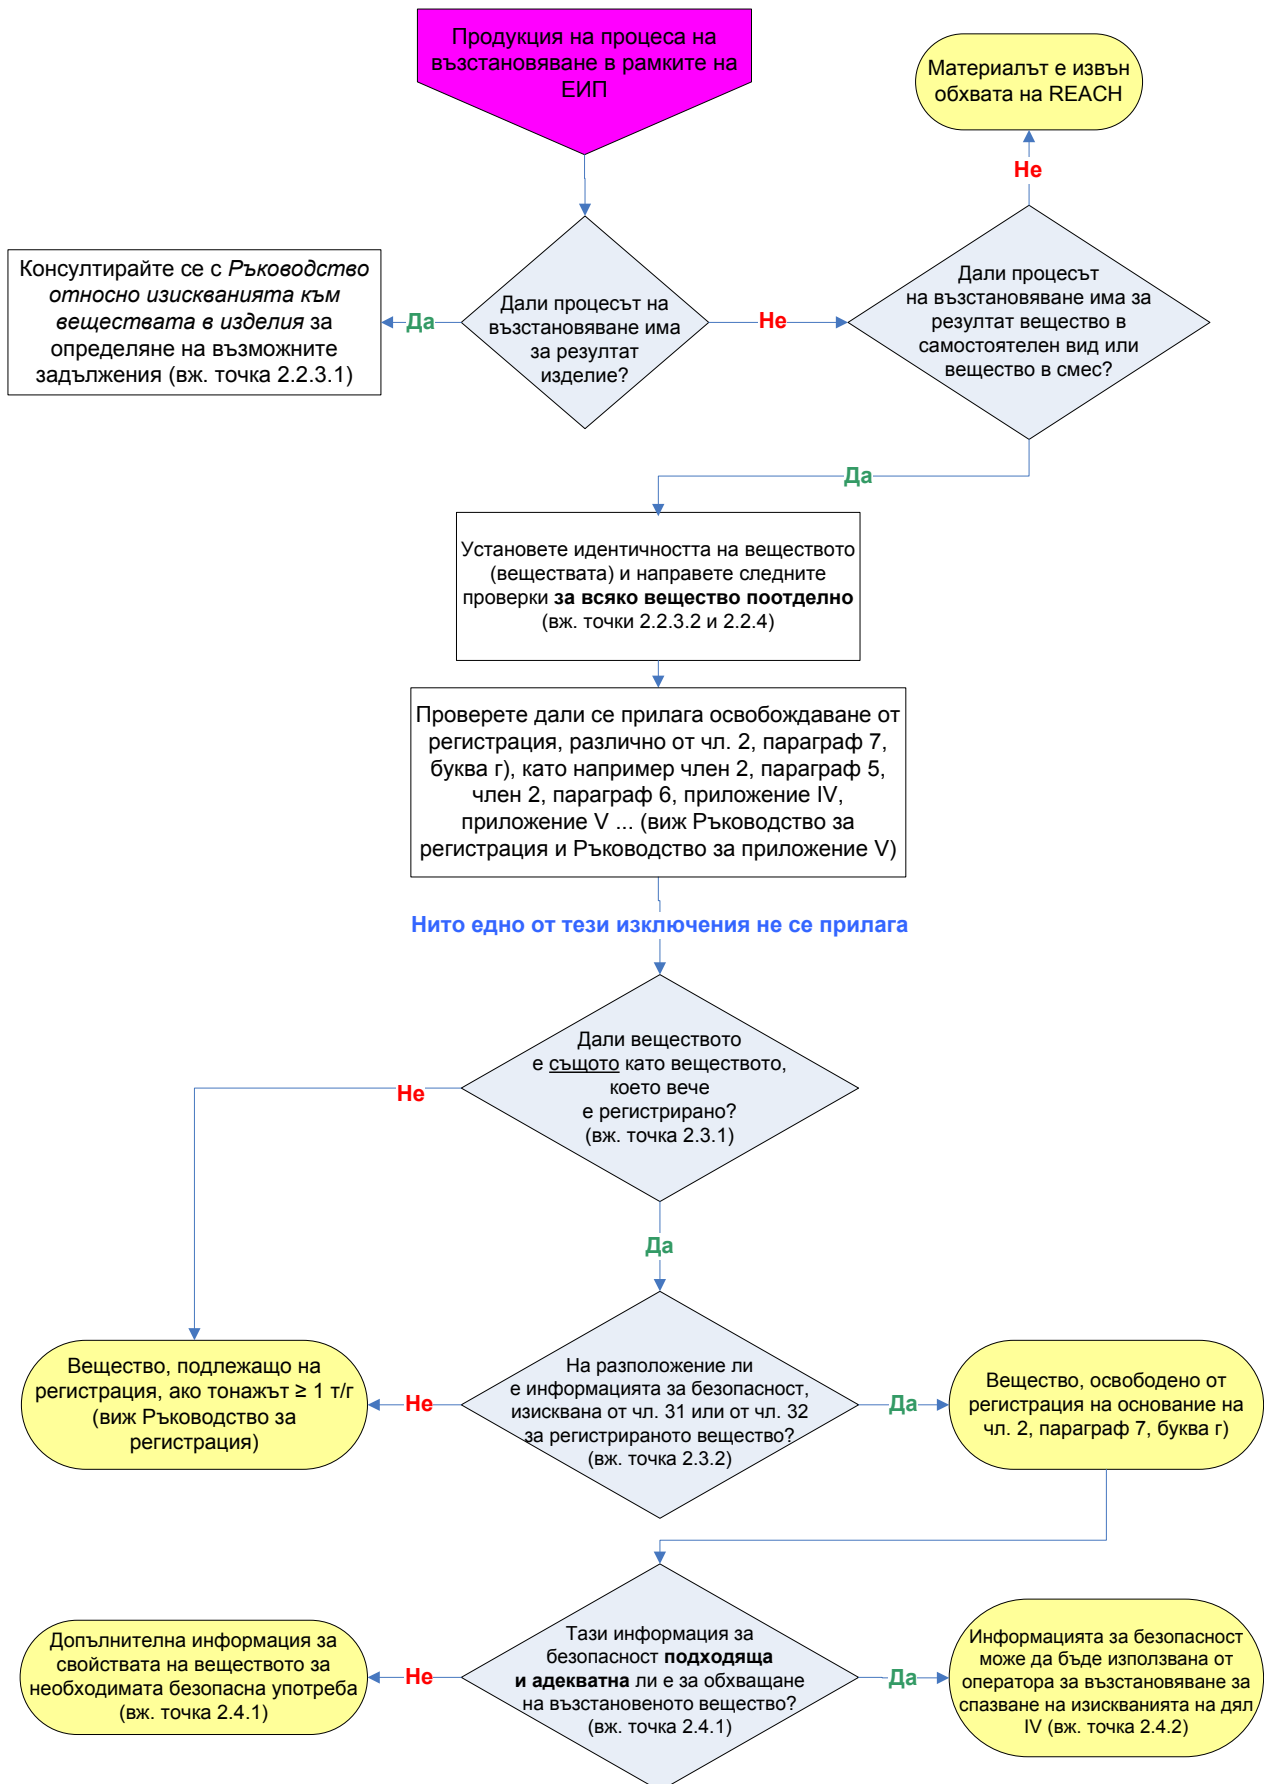 Продукция на процеса на
възстановяване в рамките на
ЕИП
Материалът е извън
обхвата на REACH
Не
Консултирайте се с Ръководство
относно изискванията към
веществата в изделия за
определяне на възможните
задължения (вж. точка 2.2.3.1)
Да
Дали процесът на
възстановяване има
за резултат
изделие?
Не
Дали процесът
на възстановяване има за
резултат вещество в
самостоятелен вид или
вещество в смес?
Да
Установете идентичността на веществото
(веществата) и направете следните
проверки за всяко вещество поотделно
(вж. точки 2.2.3.2 и 2.2.4)
Проверете дали се прилага освобождаване от
регистрация, различно от чл. 2, параграф 7,
буква г), като например член 2, параграф 5,
член 2, параграф 6, приложение IV,
приложение V ... (виж Ръководство за
регистрация и Ръководство за приложение V)
Нито едно от тези изключения не се прилага
Дали веществото
е същото като веществото,
което вече
е регистрирано?
(вж. точка 2.3.1)
Не
Да
Вещество, подлежащо на
регистрация, ако тонажът ≥ 1 т/г
(виж Ръководство за
регистрация)
Не
На разположение ли
е информацията за безопасност,
изисквана от чл. 31 или от чл. 32
за регистрираното вещество?
(вж. точка 2.3.2)
Да
Вещество, освободено от
регистрация на основание на
чл. 2, параграф 7, буква г)
Допълнителна информация за
свойствата на веществото за
необходимата безопасна употреба
(вж. точка 2.4.1)
Не
Тази информация за
безопасност подходяща
и адекватна ли е за обхващане
на възстановеното вещество?
(вж. точка 2.4.1)
Да
Информацията за безопасност
може да бъде използвана от
оператора за възстановяване за
спазване на изискванията на дял
IV (вж. точка 2.4.2)